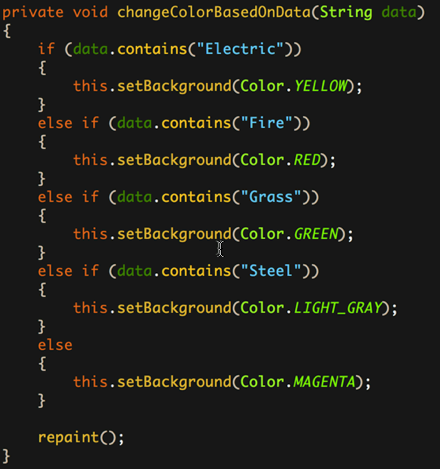 private void changeColorBasedOnData(String data)
{
    if (data.contains("Electric"))
    {
        this.setBackground(Color.YELLOW);
    }
    else if (data.contains("Fire"))
    {
        this.setBackground(Color.RED);
    }
    else if (data.contains("Grass"))
    {
        this.setBackground(Color.GREEN);
    }
    else if (data.contains("Steel"))
    {
        this.setBackground(Color.LIGHT_GRAY);
    }
    else
    {
        this.setBackground(Color.MAGENTA);
    }

    repaint();
}